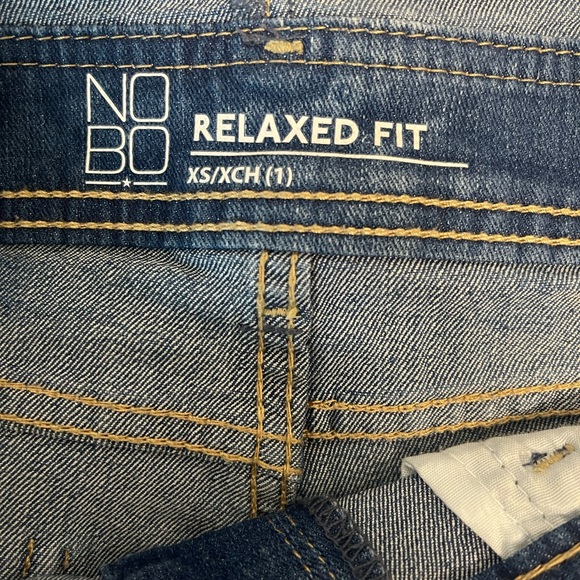 NO
BO
RELAXED FIT
XS/XCH (1)